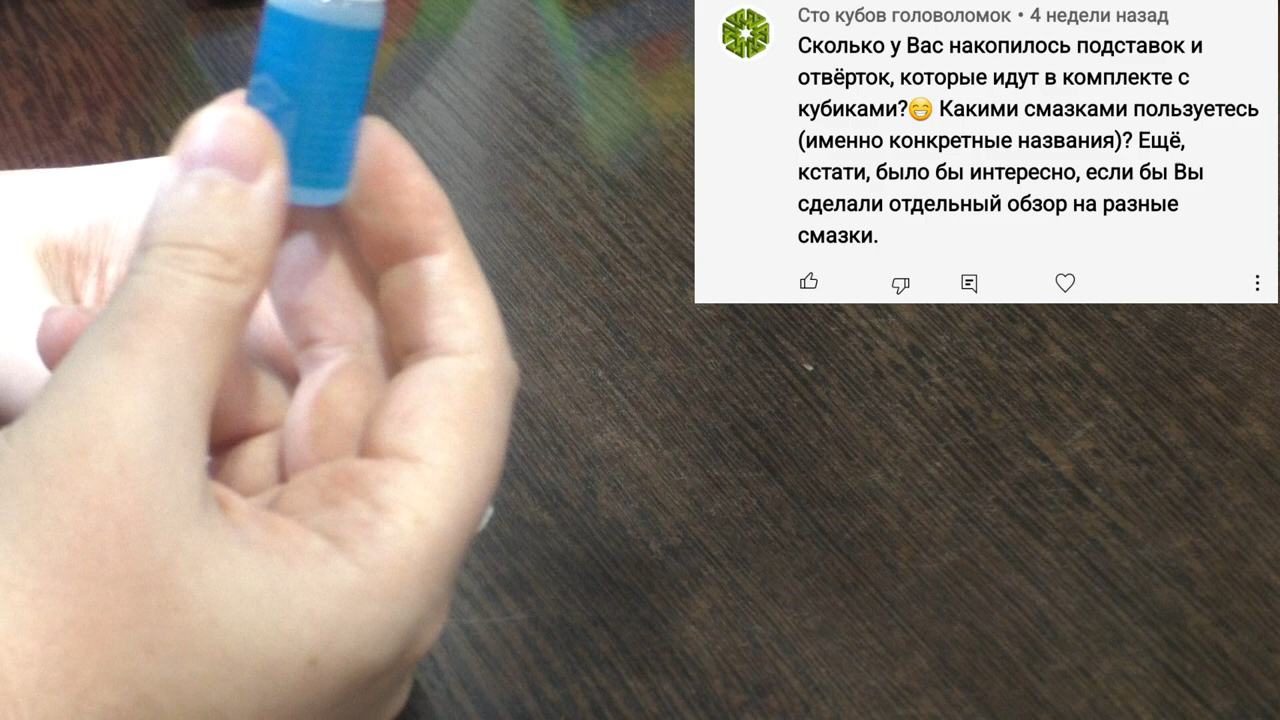 Сто кубов головоломок • 4 недели назад
Сколько у Вас накопилось подставок и
отвёрток, которые идут в комплекте с
кубиками?😁 Какими смазками пользуетесь
(именно конкретные названия)? Ещё,
кстати, было бы интересно, если бы Вы
сделали отдельный обзор на разные
смазки.